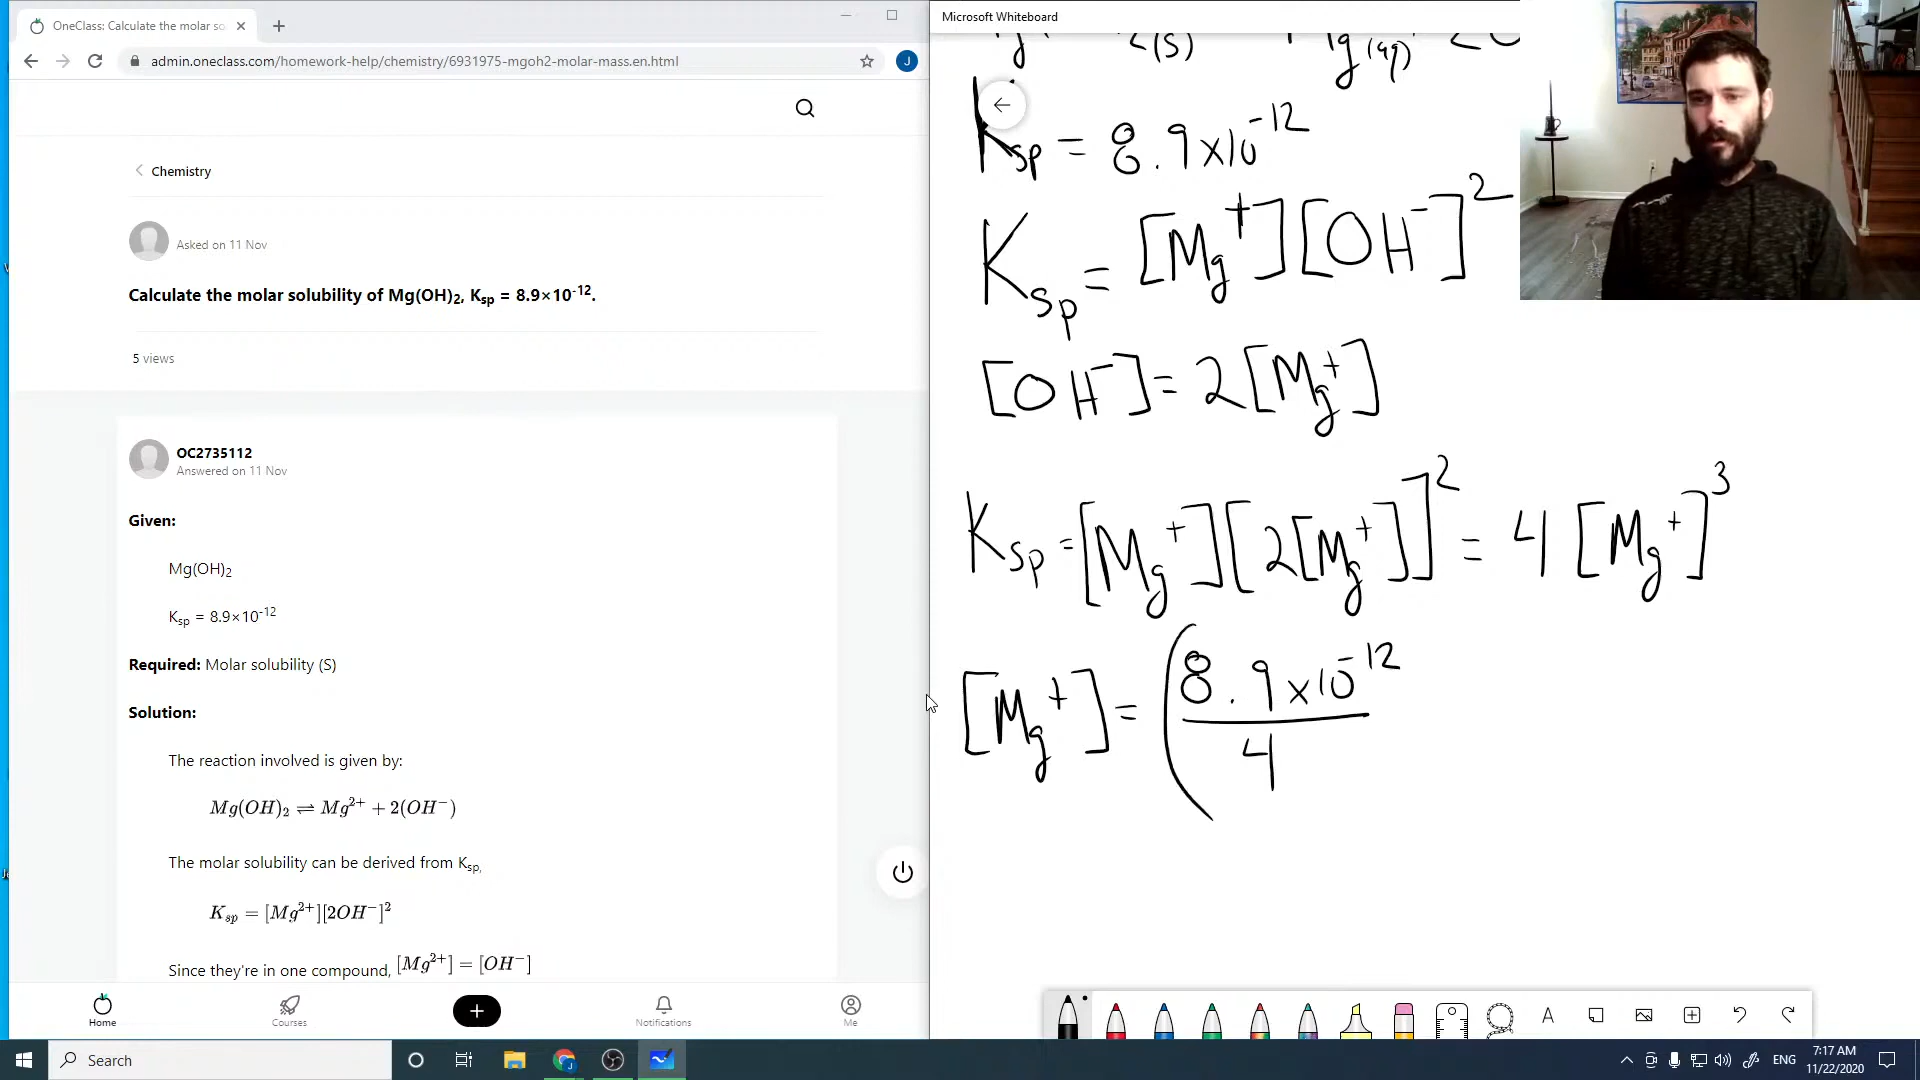 OneClass: Calculate the molar so
admin.oneclass.com/homework-help/chemistry/6931975-mgoh2-molar-mass.en.html
J
Chemistry
Asked on 11 Nov
Calculate the molar solubility of Mg(OH)₂, Kₛₚ = 8.9×10⁻¹².
5 views
OC2735112
Answered on 11 Nov
Given:
Mg(OH)₂
Kₛₚ = 8.9×10⁻¹²
Required: Molar solubility (S)
Solution:
The reaction involved is given by:
Mg(OH)₂ ⇌ Mg²⁺ + 2(OH⁻)
The molar solubility can be derived from Kₛₚ,
Kₛₚ = [Mg²⁺][2OH⁻]²
Since they're in one compound, [Mg²⁺] = [OH⁻]
Home
Courses
Notifications
Me
Microsoft Whiteboard
Kₛₚ = 8.9x10⁻¹²
Kₛₚ = [Mg⁺][OH⁻]²
[OH⁻] = 2[Mg⁺]
Kₛₚ = [Mg⁺][2[Mg⁺]]² = 4[Mg⁺]³
[Mg⁺] = (8.9x10⁻¹²
4
A
Search
ENG
7:17 AM
11/22/2020